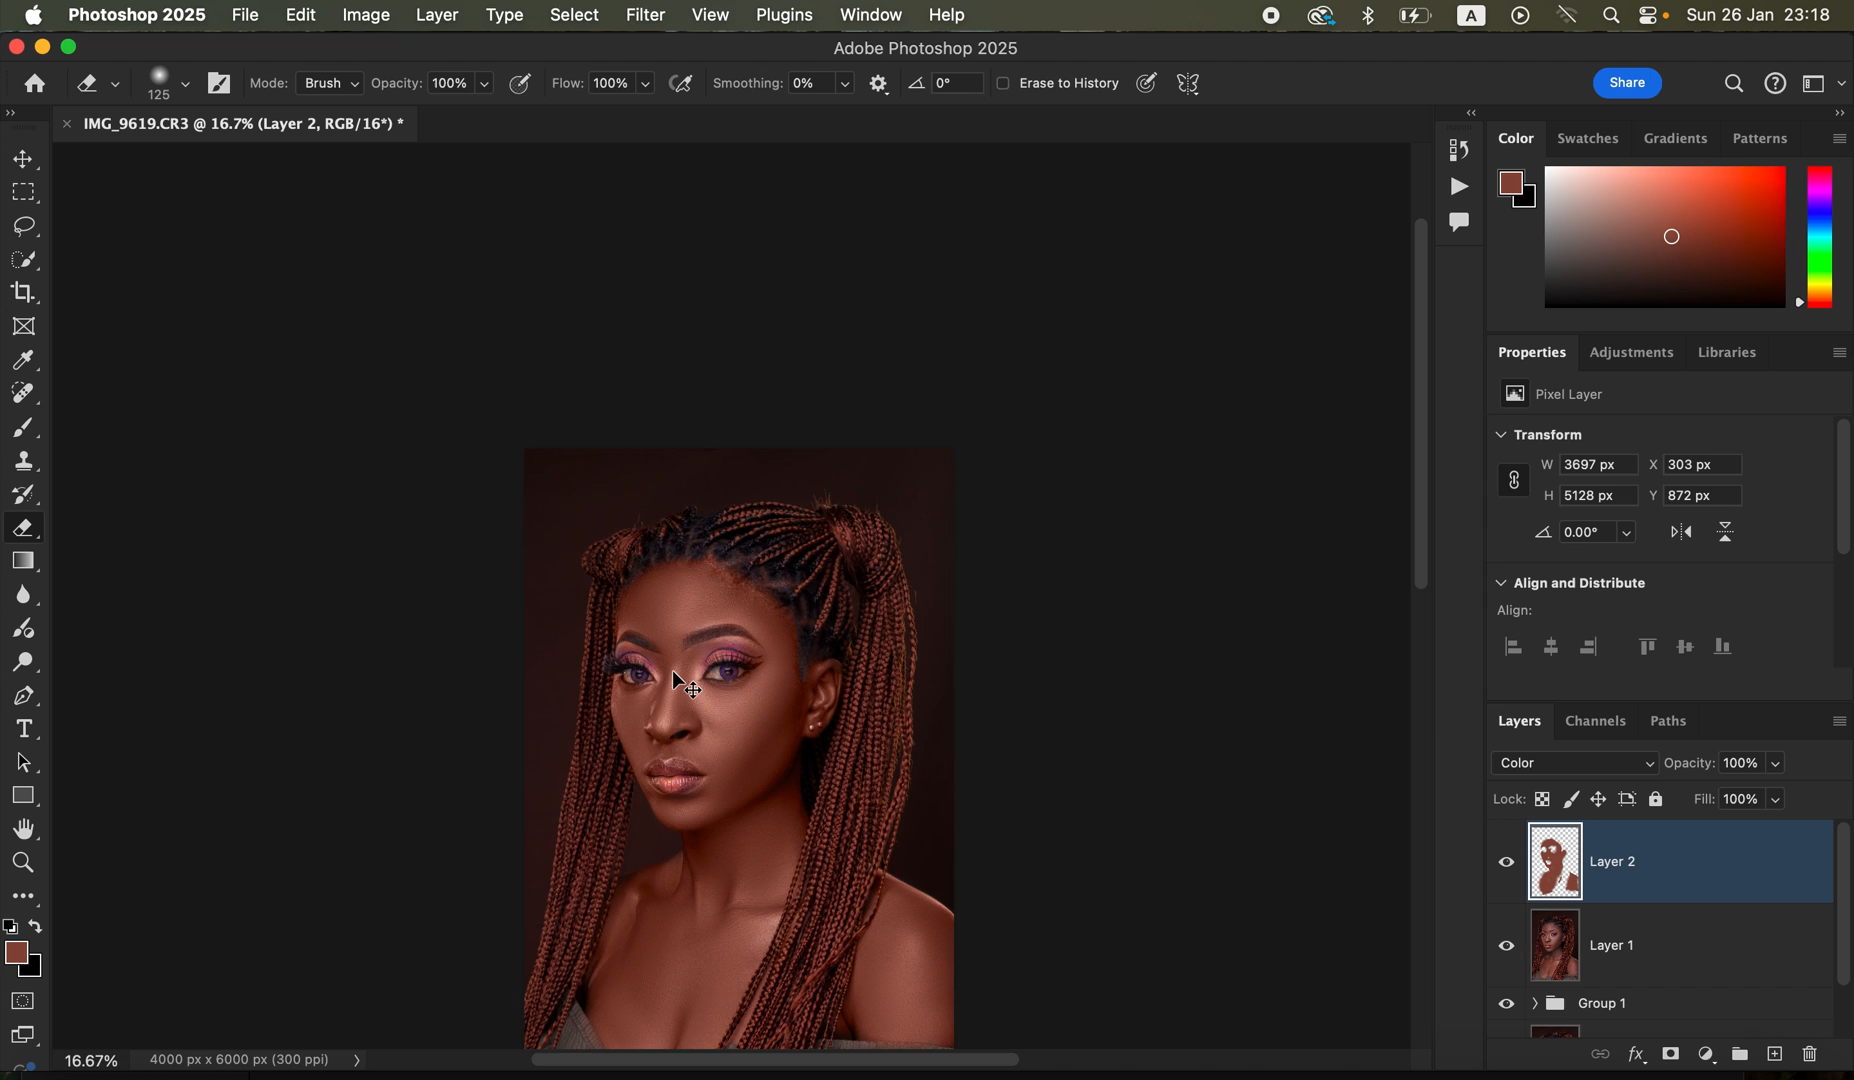 Photoshop 2025 File Edit Image Layer Type Select Filter View Plugins Window Help A Sun 26 Jan 23:18
Adobe Photoshop 2025
125 Mode: Brush Opacity: 100% Flow: 100% Smoothing: 0% 0° Erase to History Share
IMG_9619.CR3 @ 16.7% (Layer 2, RGB/16*) *
Color Swatches Gradients Patterns
Properties Adjustments Libraries
Pixel Layer
Transform
W 3697 px X 303 px
H 5128 px Y 872 px
0.00°
Align and Distribute
Align:
Layers Channels Paths
Color Opacity: 100%
Lock: Fill: 100%
Layer 2
Layer 1
Group 1
fx
16.67% 4000 px x 6000 px (300 ppi)